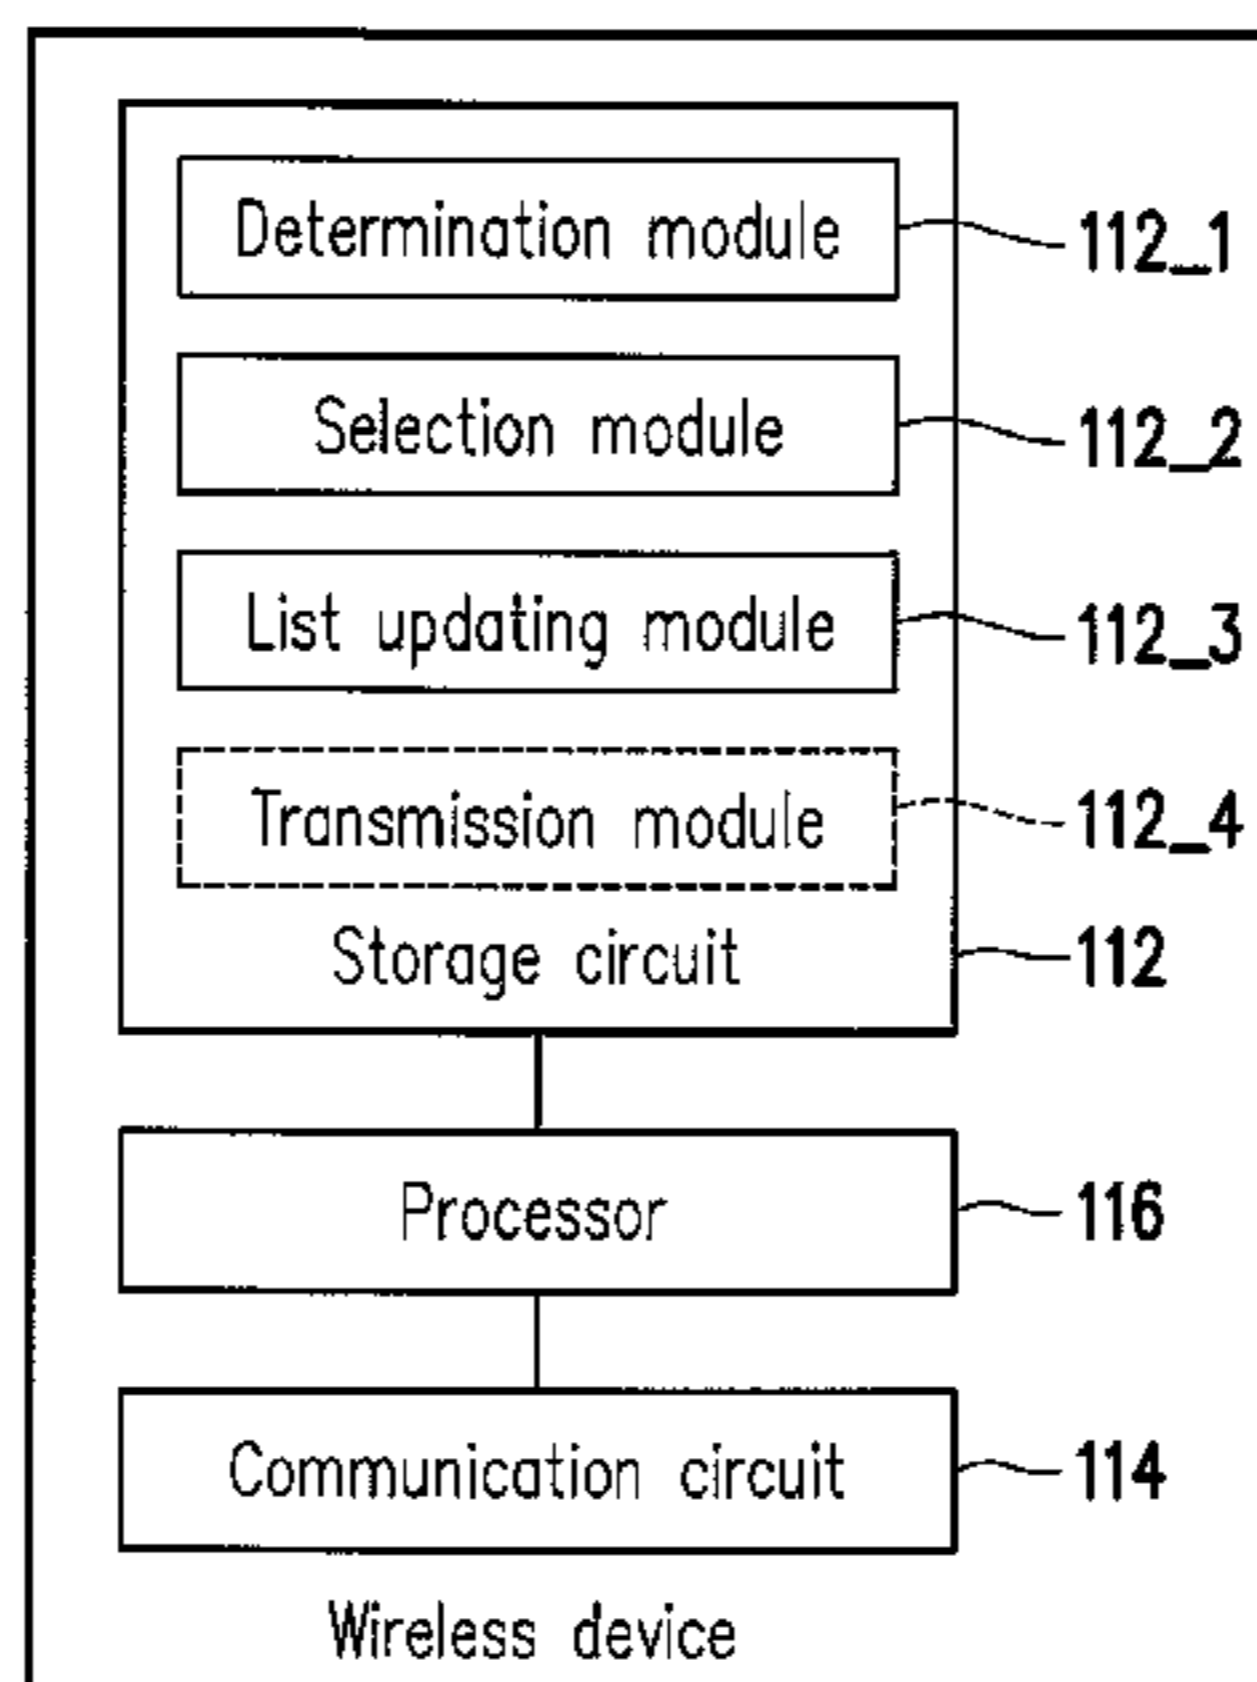 Determination module 112_1
Selection module 112_2
List updating module 112_3
Transmission module 112_4
Storage circuit 112
Processor 116
Communication circuit 114
Wireless device